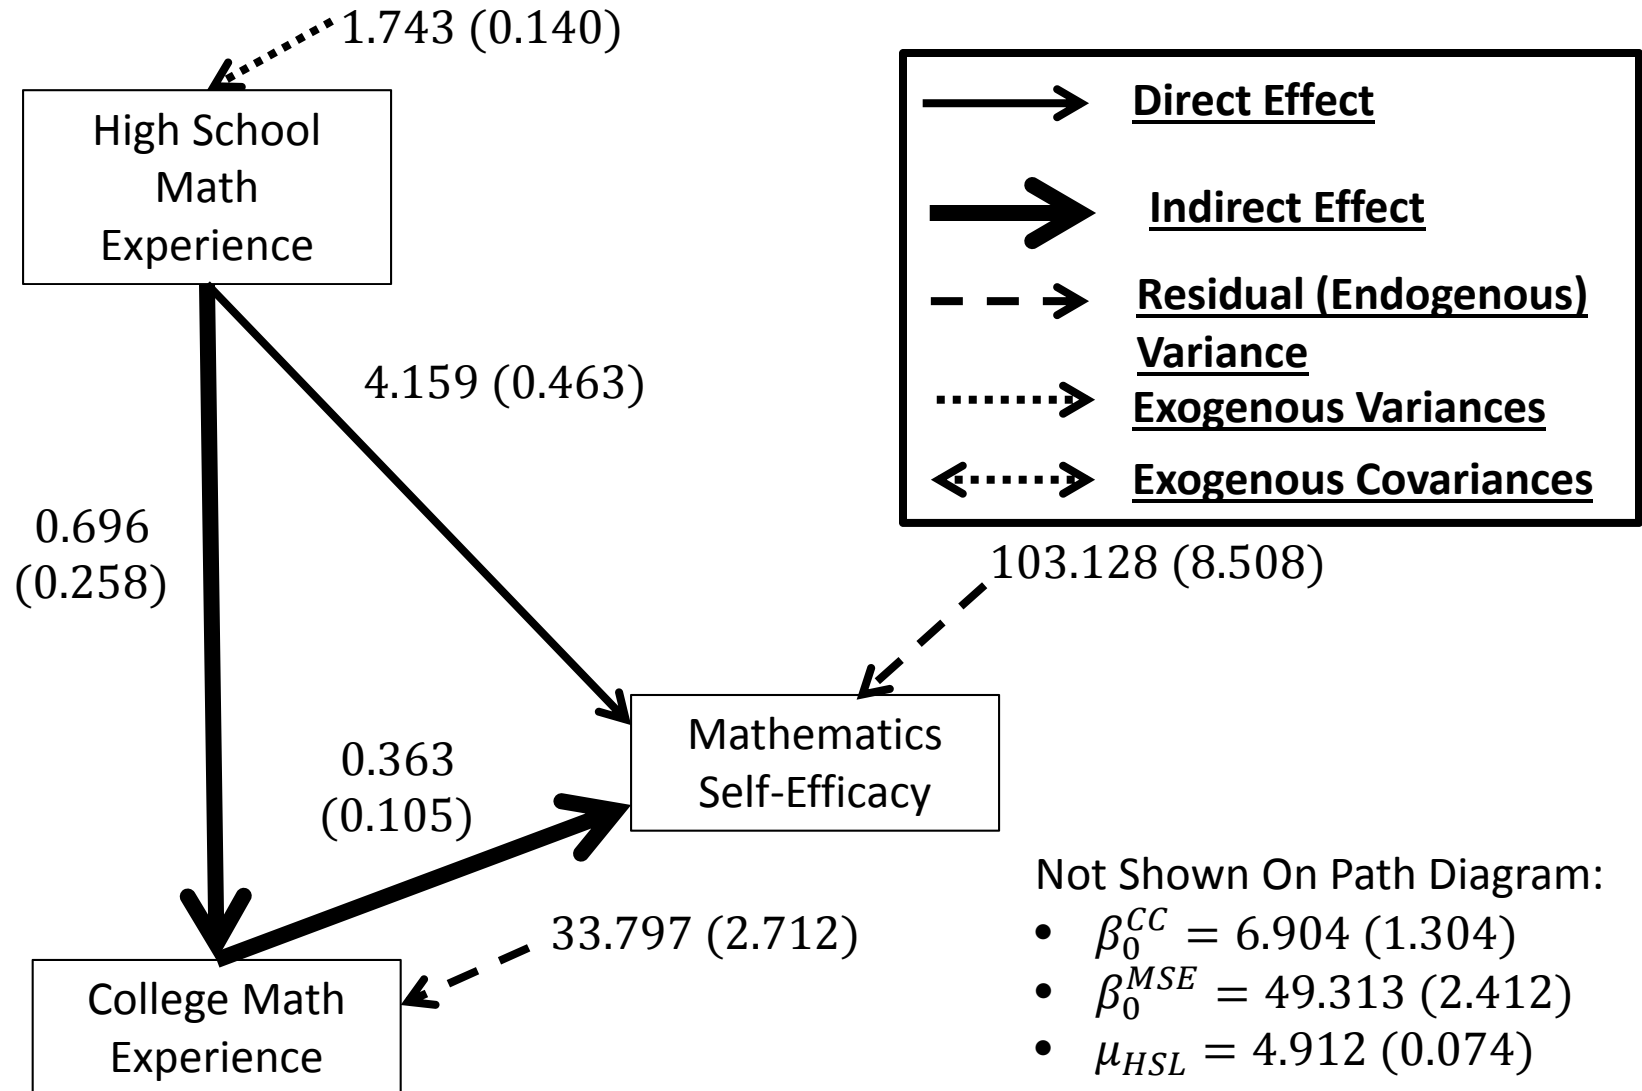 1.743 (0.140)
High School
Math
Experience
Direct Effect
Indirect Effect
Residual (Endogenous)
Variance
Exogenous Variances
Exogenous Covariances
4.159 (0.463)
0.696
(0.258)
103.128 (8.508)
Mathematics
Self-Efficacy
0.363
(0.105)
33.797 (2.712)
College Math
Experience
Not Shown On Path Diagram:
• β₀^CC = 6.904 (1.304)
• β₀^MSE = 49.313 (2.412)
• μ_HSL = 4.912 (0.074)